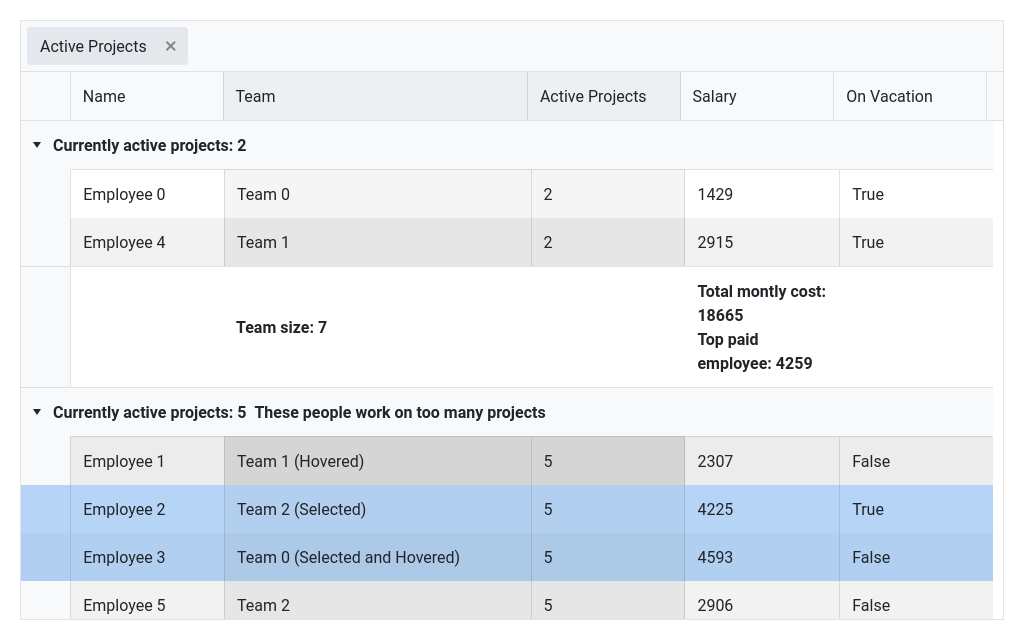 Active Projects ×
Name Team Active Projects Salary On Vacation
Currently active projects: 2
Employee 0 Team 0 2 1429 True
Employee 4 Team 1 2 2915 True
Team size: 7
Total montly cost:
18665
Top paid
employee: 4259
Currently active projects: 5 These people work on too many projects
Employee 1 Team 1 (Hovered) 5 2307 False
Employee 2 Team 2 (Selected) 5 4225 True
Employee 3 Team 0 (Selected and Hovered) 5 4593 False
Employee 5 Team 2 5 2906 False